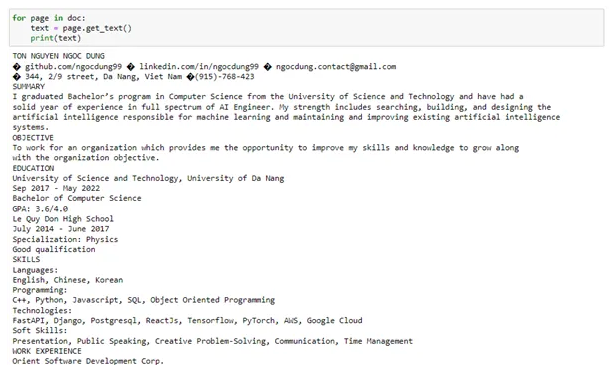 for page in doc:
    text = page.get_text()
    print(text)
TON NGUYEN NGOC DUNG
� github.com/ngocdung99 � linkedin.com/in/ngocdung99 � ngocdung.contact@gmail.com
� 344, 2/9 street, Da Nang, Viet Nam �(915)-768-423
SUMMARY
I graduated Bachelor's program in Computer Science from the University of Science and Technology and have had a
solid year of experience in full spectrum of AI Engineer. My strength includes searching, building, and designing the
artificial intelligence responsible for machine learning and maintaining and improving existing artificial intelligence
systems.
OBJECTIVE
To work for an organization which provides me the opportunity to improve my skills and knowledge to grow along
with the organization objective.
EDUCATION
University of Science and Technology, University of Da Nang
Sep 2017 - May 2022
Bachelor of Computer Science
GPA: 3.6/4.0
Le Quy Don High School
July 2014 - June 2017
Specialization: Physics
Good qualification
SKILLS
Languages:
English, Chinese, Korean
Programming:
C++, Python, Javascript, SQL, Object Oriented Programming
Technologies:
FastAPI, Django, Postgresql, ReactJs, Tensorflow, PyTorch, AWS, Google Cloud
Soft Skills:
Presentation, Public Speaking, Creative Problem-Solving, Communication, Time Management
WORK EXPERIENCE
Orient Software Development Corp.